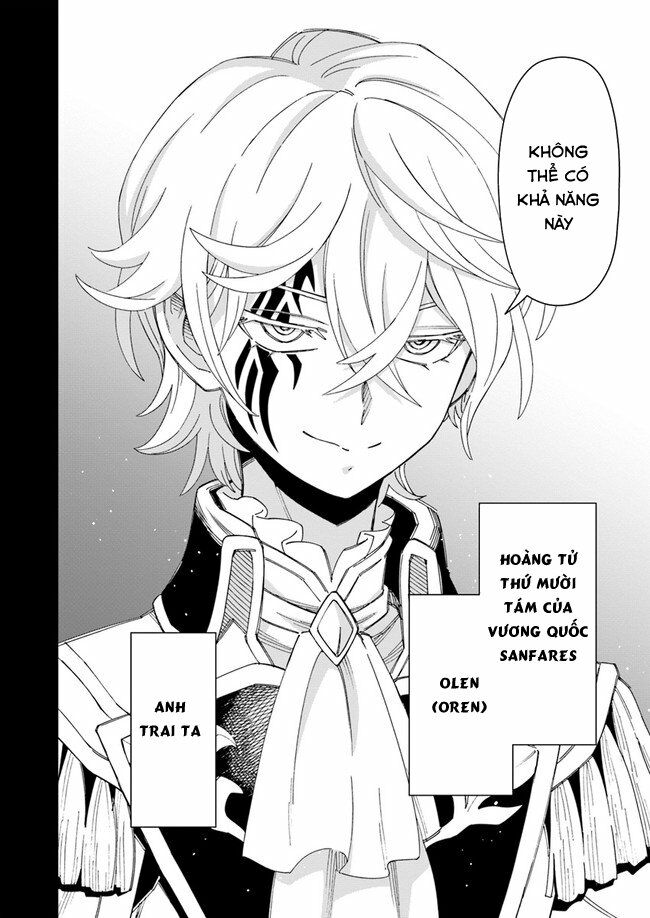 KHÔNG
THỂ CÓ
KHẢ NĂNG
NÀY
HOÀNG TỬ
THỨ MƯỜI
TÁM CỦA
VƯƠNG QUỐC
SANFARES
OLEN
(OREN)
ANH
TRAI TA